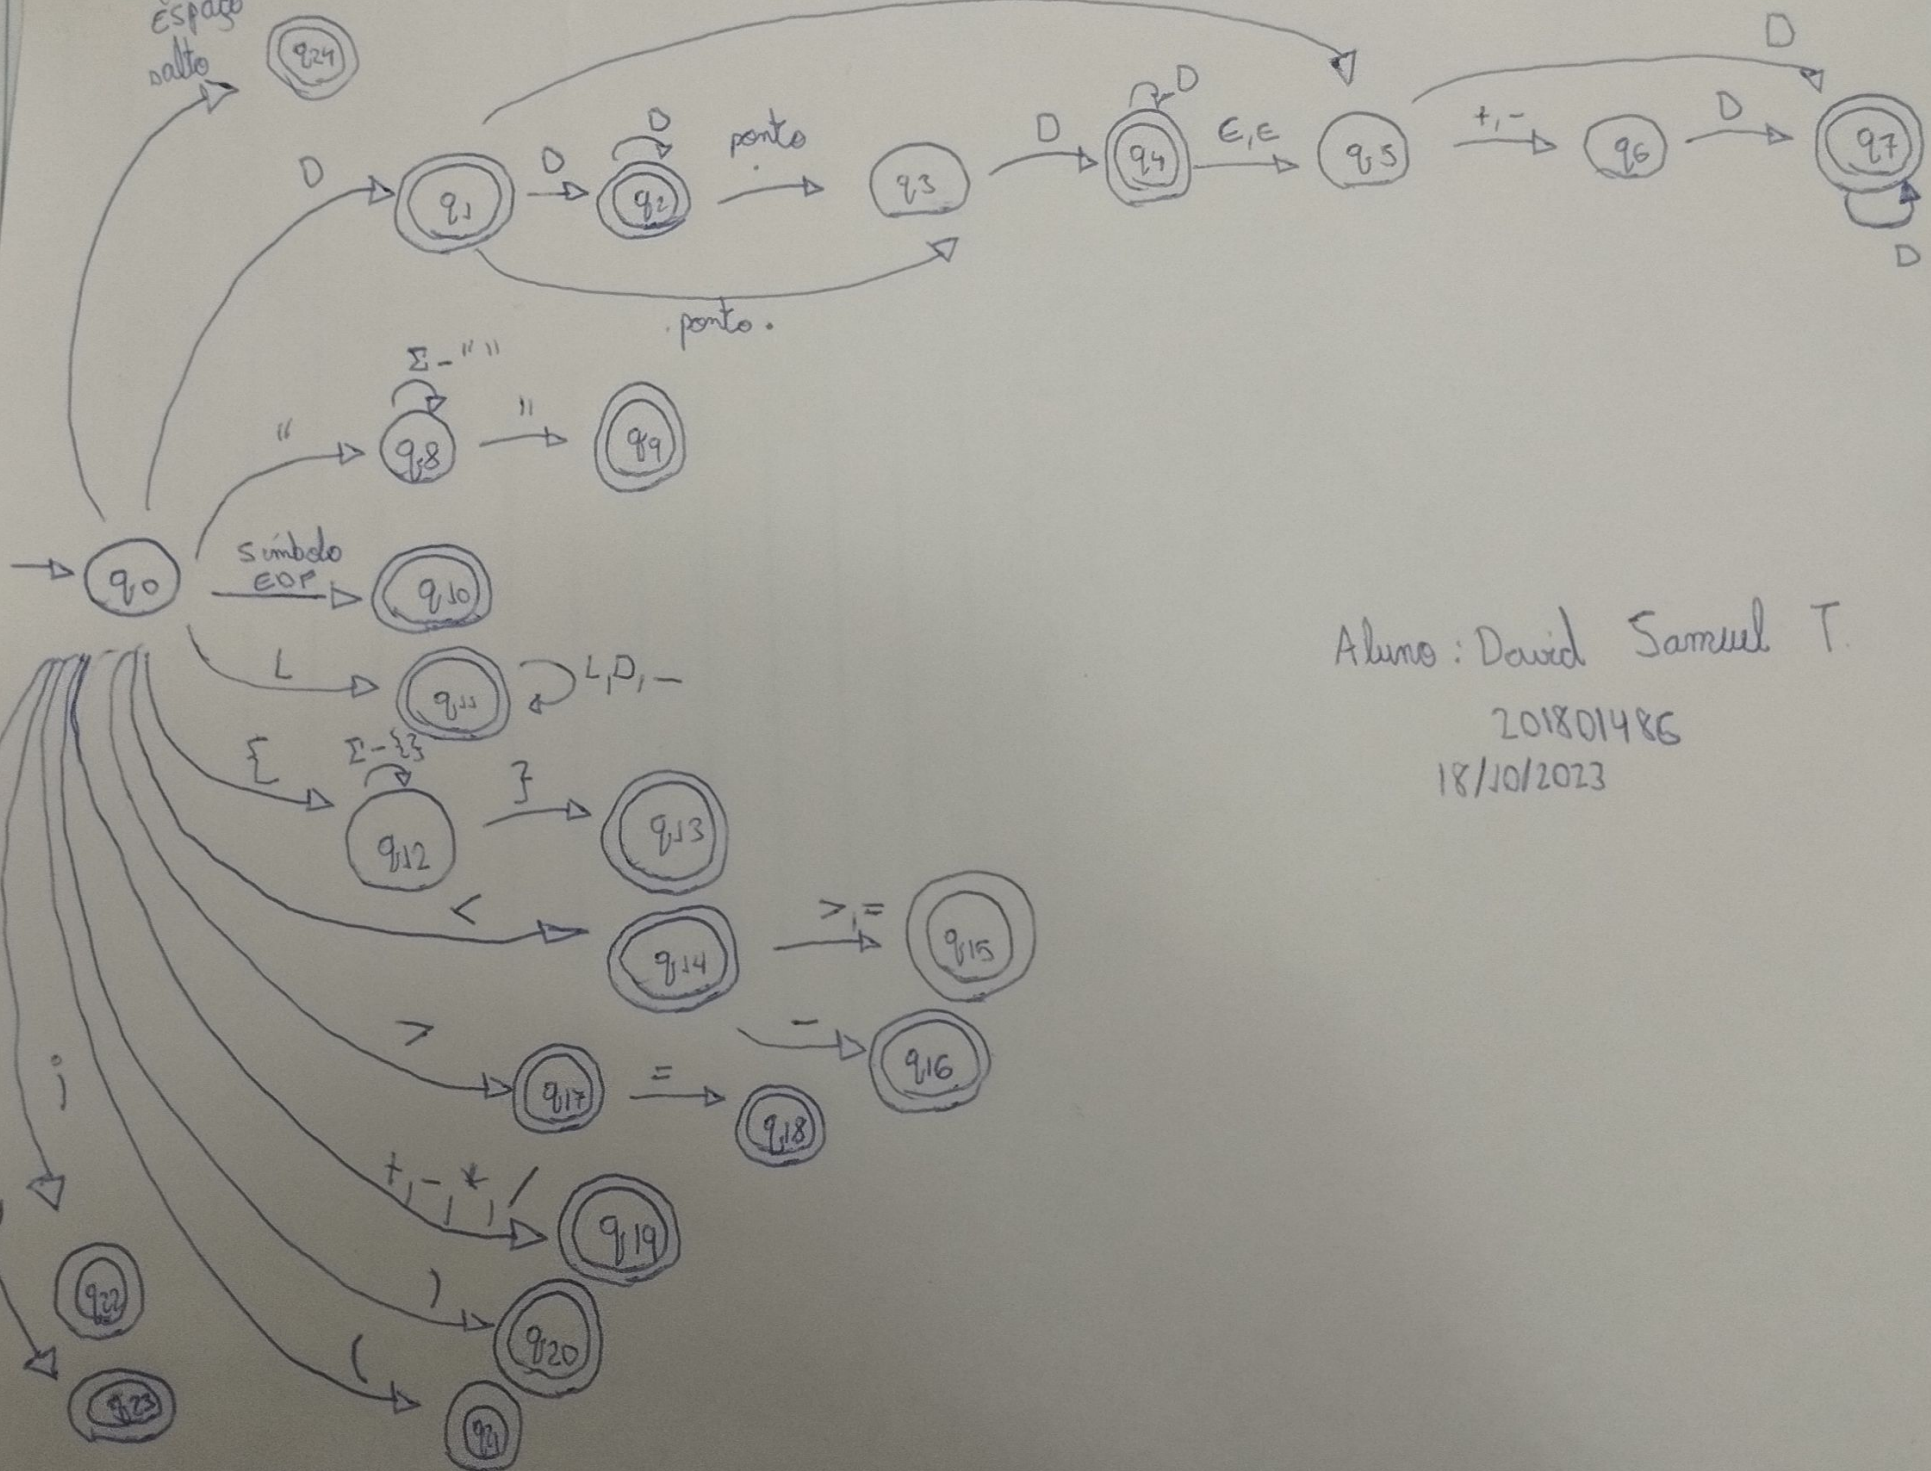 espaço
salto
q24
D
D
q1
D
q2
D
ponto
.
q3
D
q4
D
E,e
q5
+,-
q6
D
D
q7
D
. ponto .
Σ-" "
"
q8
"
q9
q0
símbolo
EOF
q10
L
q11
L,D,_
{
Σ-{}
q12
}
q13
<
q14
>,=
q15
-
q16
>
q17
=
q18
+,-,*,/
q19
)
q20
(
q21
;
q22
q23
Aluno: David Samuel T.
201801486
18/10/2023